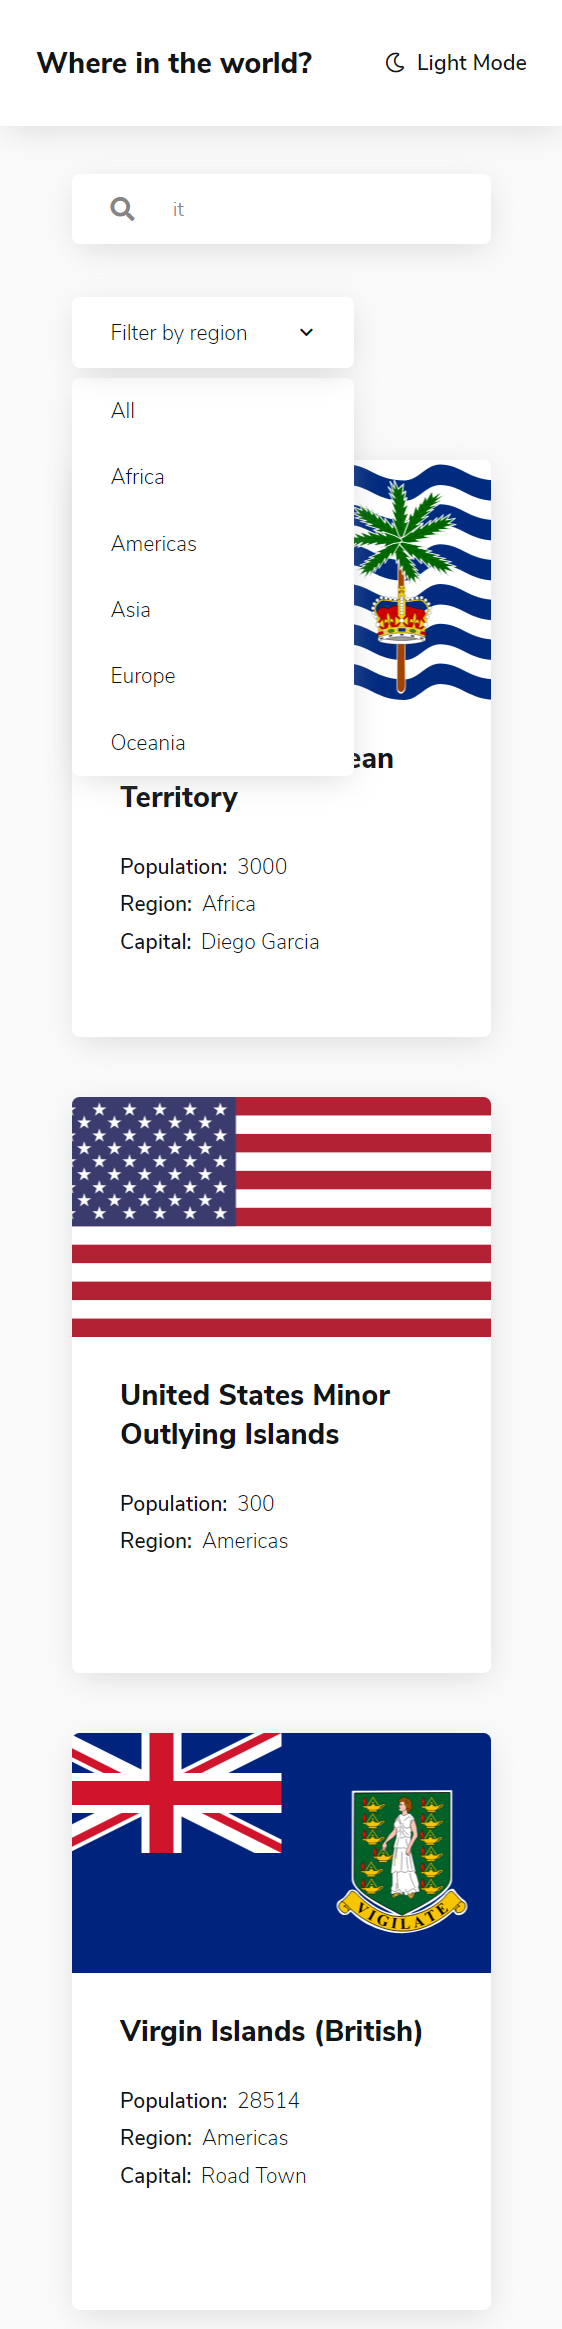 Where in the world?
Light Mode
it
Filter by region
All
Africa
Americas
Asia
Europe
Oceania
Territory
Population: 3000
Region: Africa
Capital: Diego Garcia
United States Minor
Outlying Islands
Population: 300
Region: Americas
VIGILATE
Virgin Islands (British)
Population: 28514
Region: Americas
Capital: Road Town